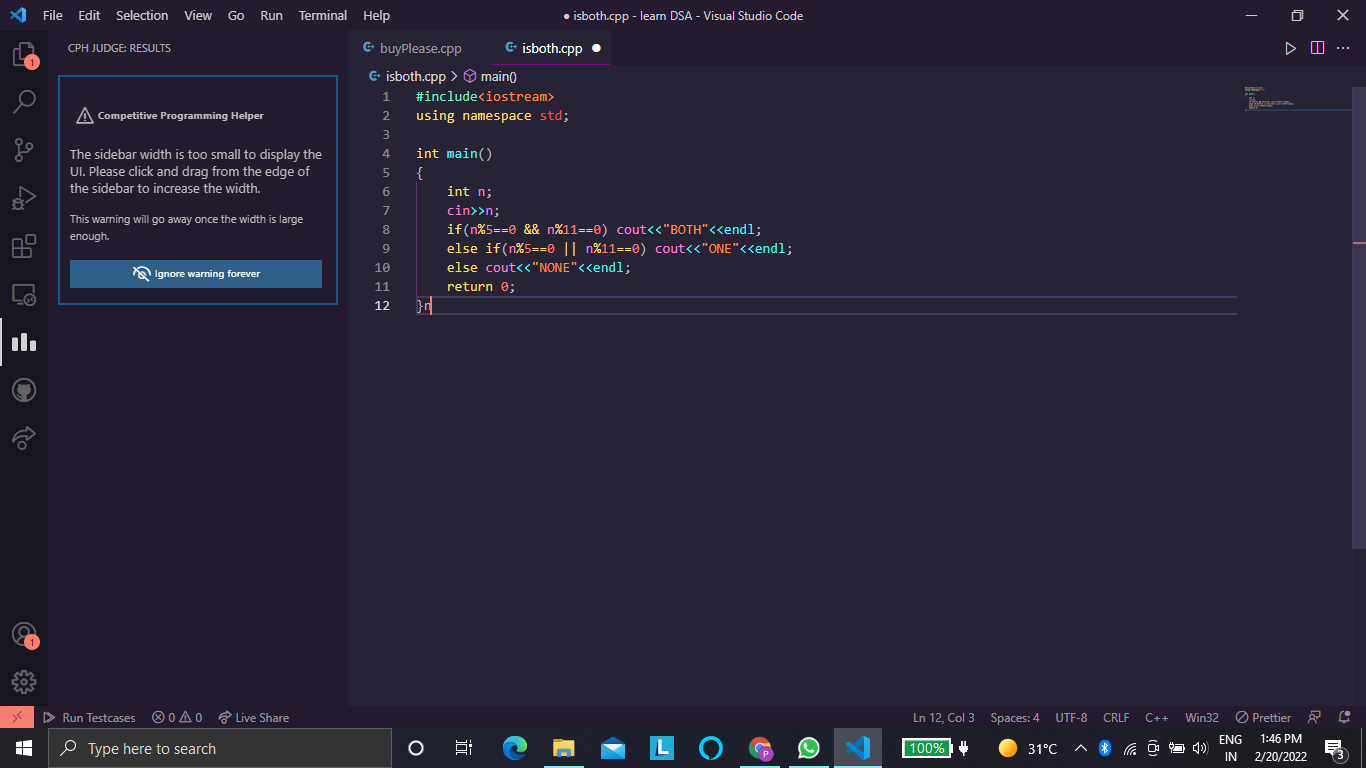 File Edit Selection View Go Run Terminal Help ● isboth.cpp - learn DSA - Visual Studio Code
CPH JUDGE: RESULTS
buyPlease.cpp isboth.cpp ●
isboth.cpp > main()
1
Competitive Programming Helper
The sidebar width is too small to display the
UI. Please click and drag from the edge of
the sidebar to increase the width.
This warning will go away once the width is large
enough.
Ignore warning forever
1 #include<iostream>
2 using namespace std;
3
4 int main()
5 {
6 int n;
7 cin>>n;
8 if(n%5==0 && n%11==0) cout<<"BOTH"<<endl;
9 else if(n%5==0 || n%11==0) cout<<"ONE"<<endl;
10 else cout<<"NONE"<<endl;
11 return 0;
12 }n
1
Run Testcases 0 0 Live Share Ln 12, Col 3 Spaces: 4 UTF-8 CRLF C++ Win32 Prettier
Type here to search
L
P
100%
31°C
ENG
IN
1:46 PM
2/20/2022
3